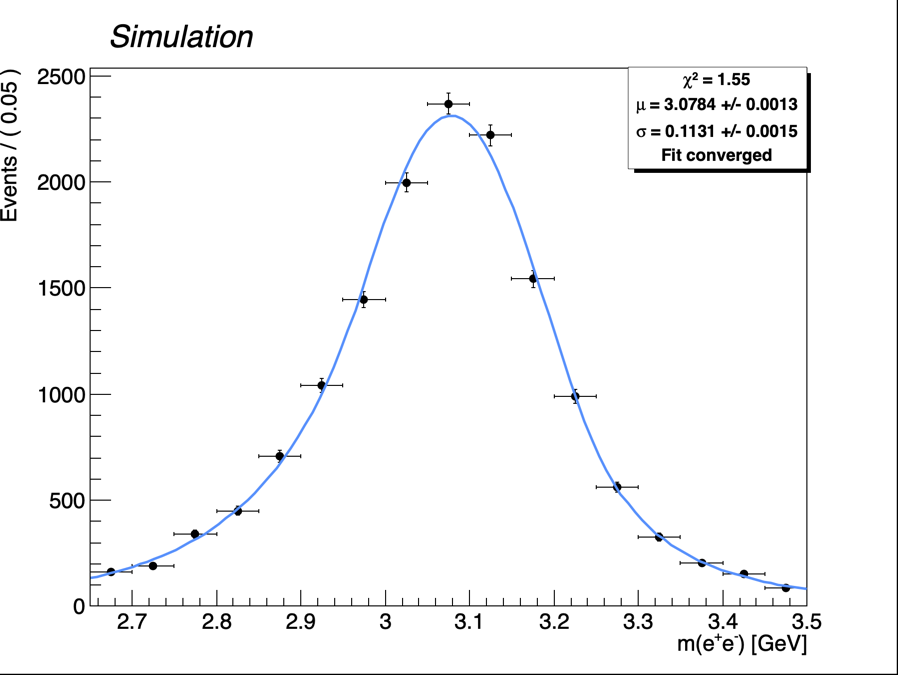 Simulation
Events / ( 0.05 )
2500
2000
1500
1000
500
0
χ² = 1.55
μ = 3.0784 +/- 0.0013
σ = 0.1131 +/- 0.0015
Fit converged
2.7 2.8 2.9 3 3.1 3.2 3.3 3.4 3.5
m(e⁺e⁻) [GeV]